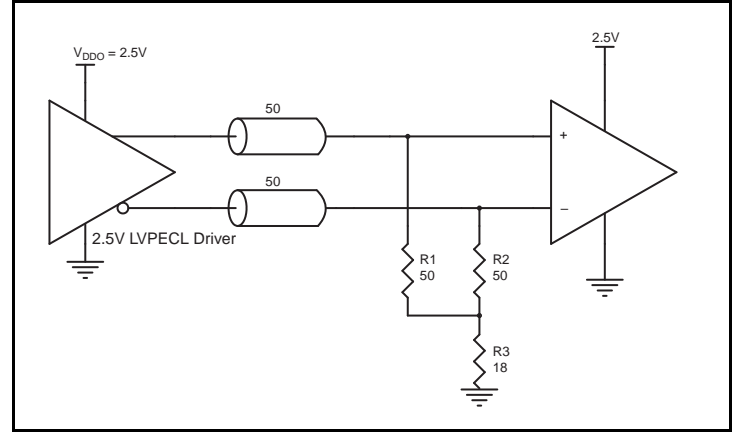 V_DDO = 2.5V
2.5V
50
+
50
–
2.5V LVPECL Driver
R1
50
R2
50
R3
18